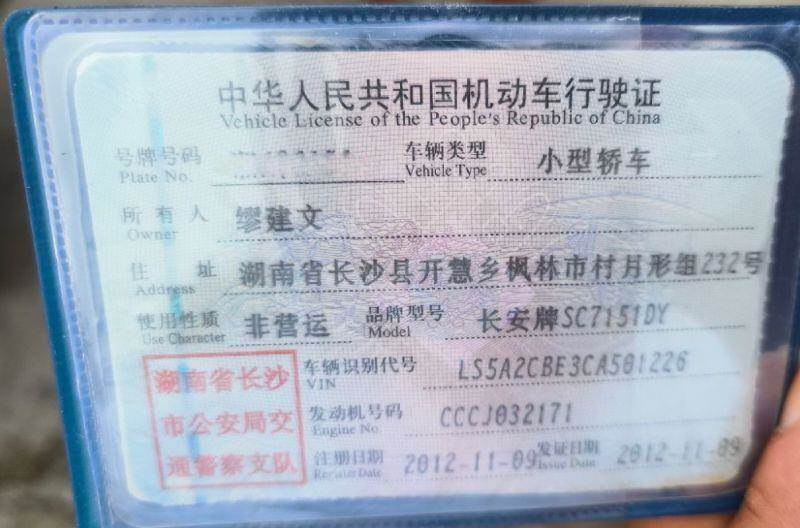 中华人民共和国机动车行驶证
Vehicle License of the People's Republic of China
号牌号码 车辆类型 小型轿车
Plate No. Vehicle Type
所有人 缪建文
Owner
住址 湖南省长沙县开慧乡枫林市村月形组232号
Address
使用性质 非营运 品牌型号 长安牌SC7151DY
Use Character Model
湖南省长沙
市公安局交
通警察支队
车辆识别代号 LS5A2CBE3CA501226
VIN
发动机号码 CCCJ032171
Engine No.
注册日期 2012-11-09 发证日期 2012-11-09
Register Date Issue Date